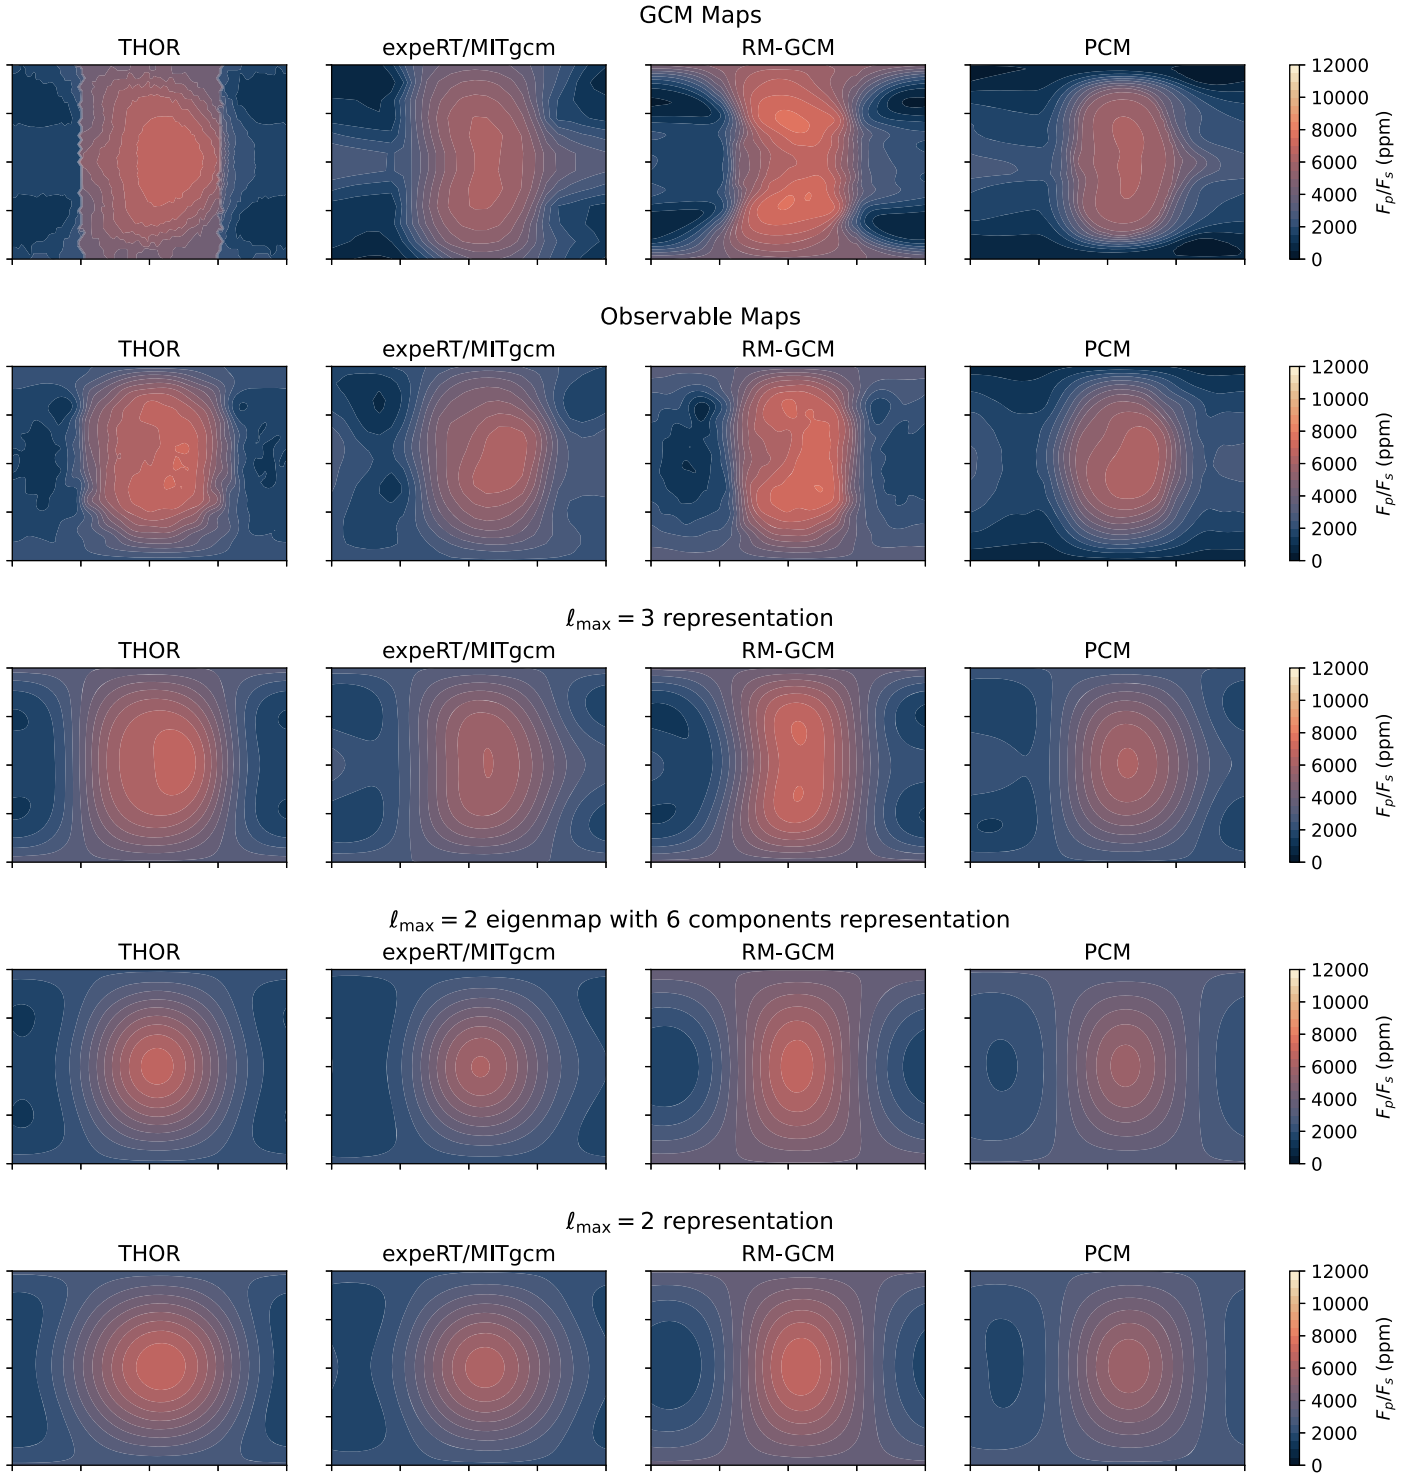 GCM Maps
THOR expeRT/MITgcm RM-GCM PCM
12000
10000
8000
6000
4000
2000
0
F_p/F_s (ppm)
Observable Maps
THOR expeRT/MITgcm RM-GCM PCM
12000
10000
8000
6000
4000
2000
0
F_p/F_s (ppm)
ℓ_max = 3 representation
THOR expeRT/MITgcm RM-GCM PCM
12000
10000
8000
6000
4000
2000
0
F_p/F_s (ppm)
ℓ_max = 2 eigenmap with 6 components representation
THOR expeRT/MITgcm RM-GCM PCM
12000
10000
8000
6000
4000
2000
0
F_p/F_s (ppm)
ℓ_max = 2 representation
THOR expeRT/MITgcm RM-GCM PCM
12000
10000
8000
6000
4000
2000
0
F_p/F_s (ppm)